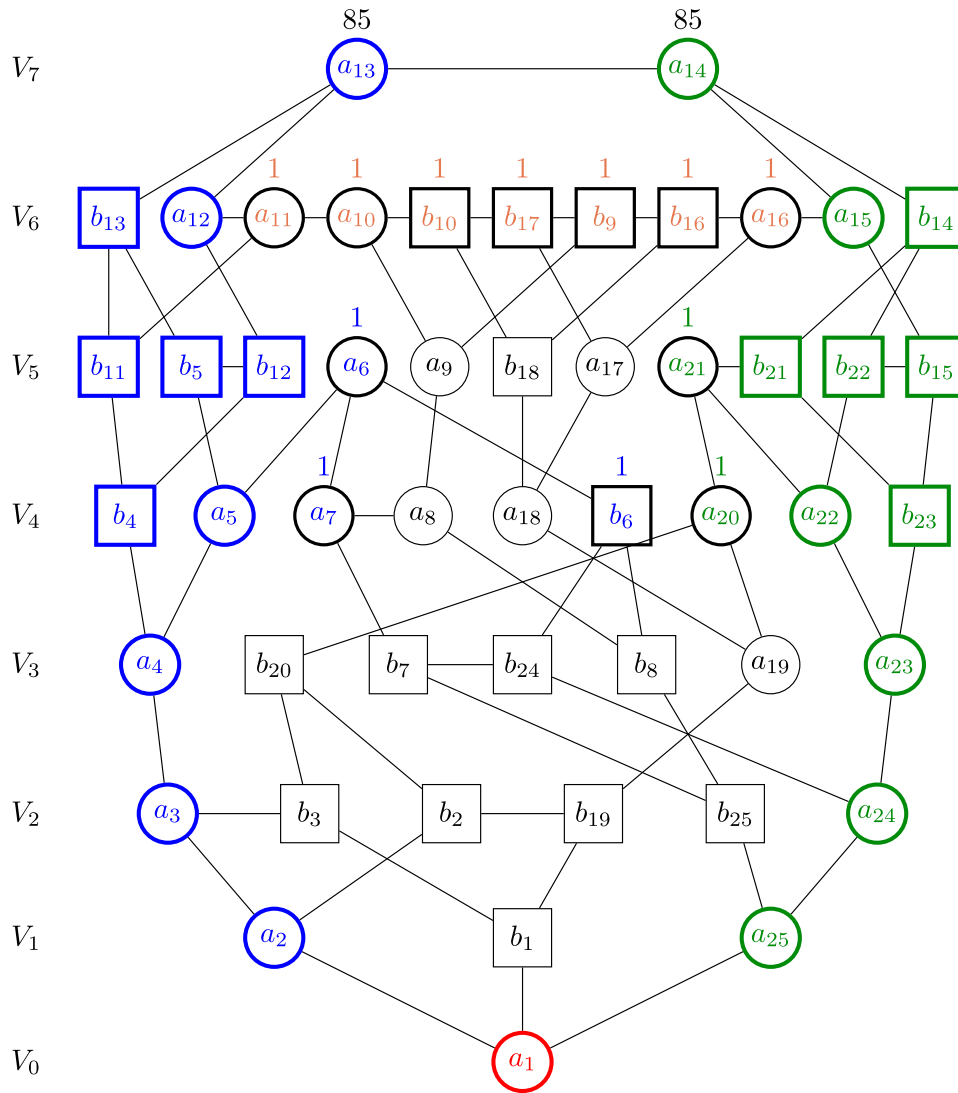 85 85
V₇ a₁₃ a₁₄
1 1 1 1 1 1 1
V₆ b₁₃ a₁₂ a₁₁ a₁₀ b₁₀ b₁₇ b₉ b₁₆ a₁₆ a₁₅ b₁₄
1 1
V₅ b₁₁ b₅ b₁₂ a₆ a₉ b₁₈ a₁₇ a₂₁ b₂₁ b₂₂ b₁₅
1 1 1
V₄ b₄ a₅ a₇ a₈ a₁₈ b₆ a₂₀ a₂₂ b₂₃
V₃ a₄ b₂₀ b₇ b₂₄ b₈ a₁₉ a₂₃
V₂ a₃ b₃ b₂ b₁₉ b₂₅ a₂₄
V₁ a₂ b₁ a₂₅
V₀ a₁